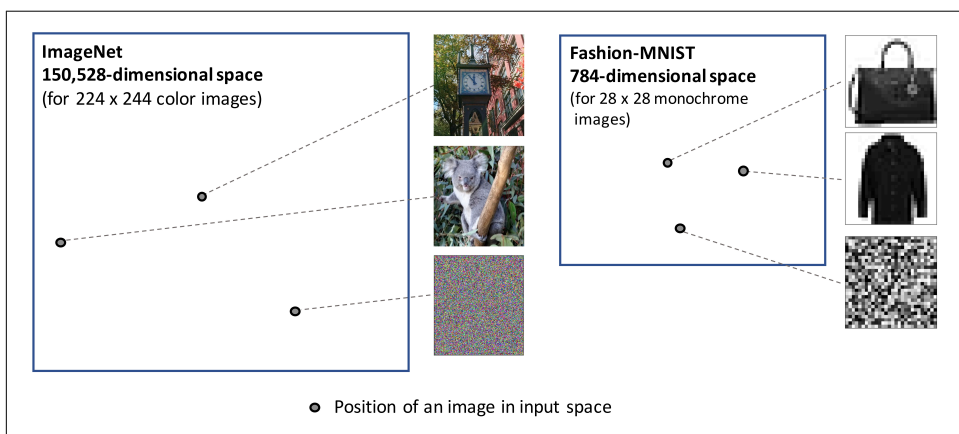 ImageNet
150,528-dimensional space
(for 224 x 244 color images)
Fashion-MNIST
784-dimensional space
(for 28 x 28 monochrome
images)
Position of an image in input space